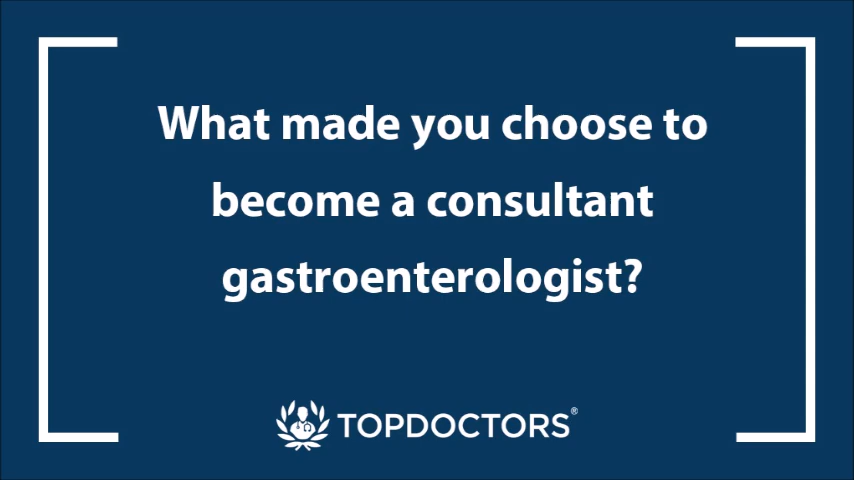 What made you choose to
become a consultant
gastroenterologist?
TOPDOCTORS®